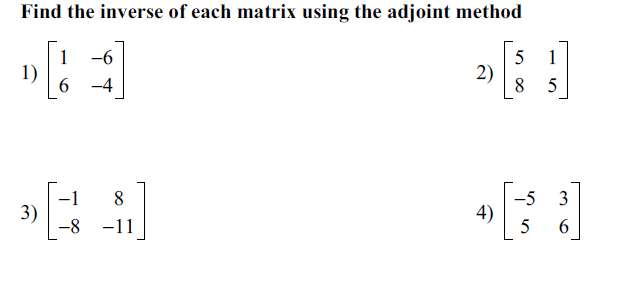 Find the inverse of each matrix using the adjoint method
1) [1 −6
6 −4]
2) [5 1
8 5]
3) [−1 8
−8 −11]
4) [−5 3
5 6]